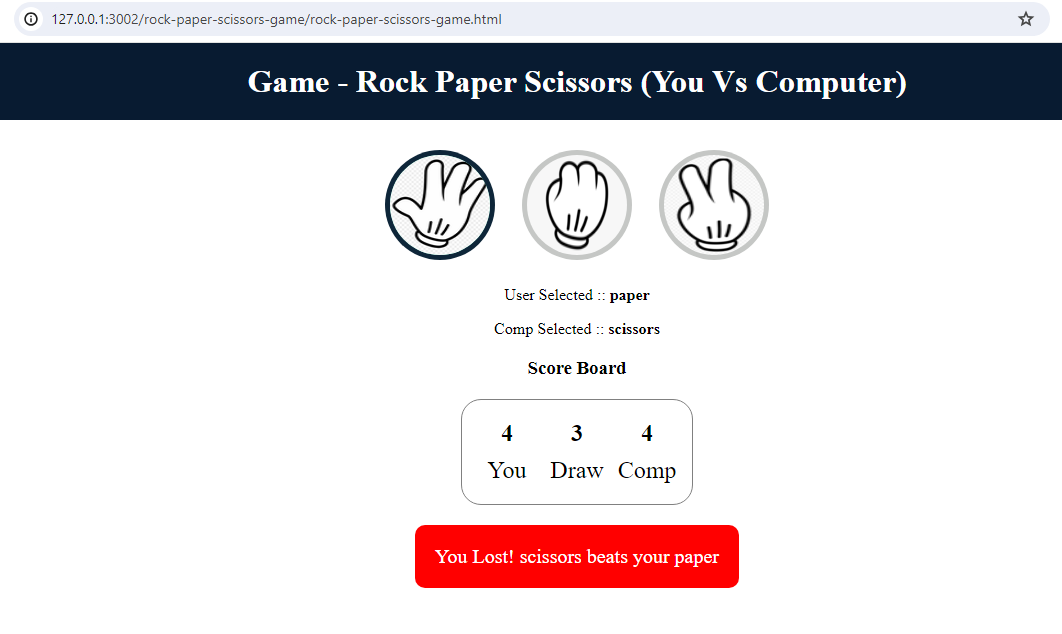 127.0.0.1:3002/rock-paper-scissors-game/rock-paper-scissors-game.html
Game - Rock Paper Scissors (You Vs Computer)
User Selected :: paper
Comp Selected :: scissors
Score Board
4 3 4
You Draw Comp
You Lost! scissors beats your paper